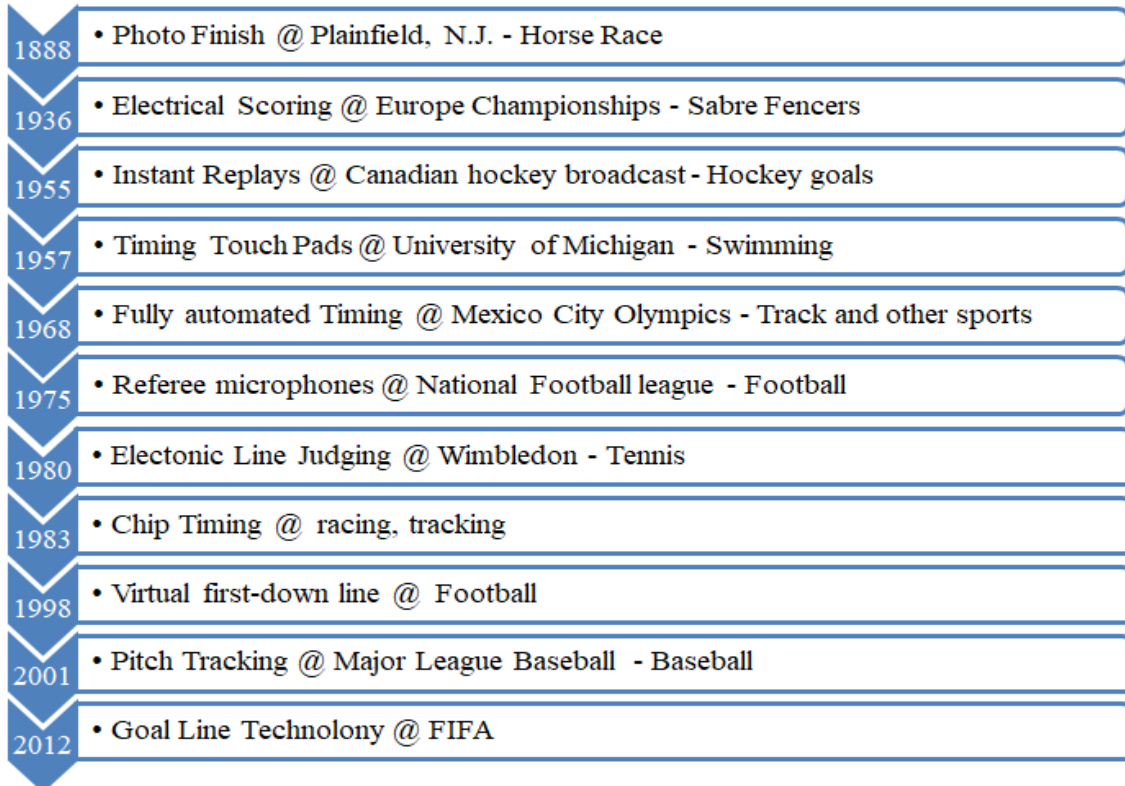 1888 • Photo Finish @ Plainfield, N.J. - Horse Race
1936 • Electrical Scoring @ Europe Championships - Sabre Fencers
1955 • Instant Replays @ Canadian hockey broadcast - Hockey goals
1957 • Timing Touch Pads @ University of Michigan - Swimming
1968 • Fully automated Timing @ Mexico City Olympics - Track and other sports
1975 • Referee microphones @ National Football league - Football
1980 • Electonic Line Judging @ Wimbledon - Tennis
1983 • Chip Timing @ racing, tracking
1998 • Virtual first-down line @ Football
2001 • Pitch Tracking @ Major League Baseball - Baseball
2012 • Goal Line Technolony @ FIFA